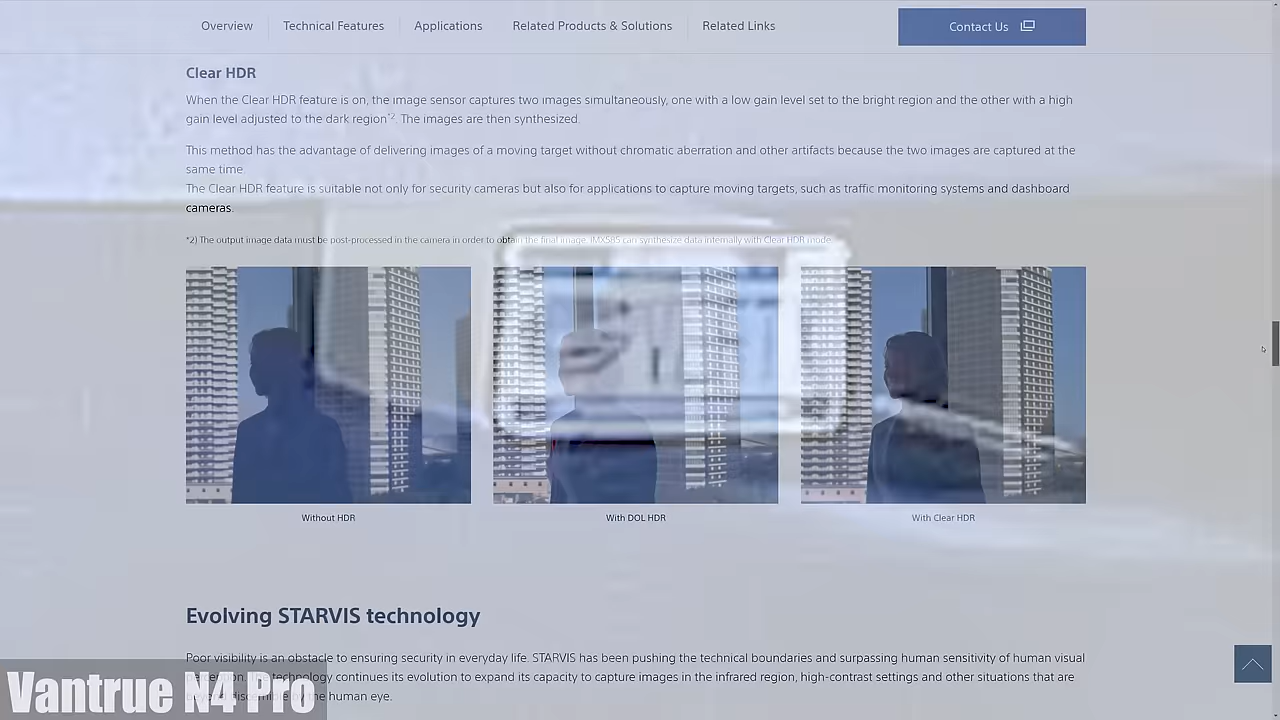 Overview Technical Features Applications Related Products & Solutions Related Links Contact Us
Clear HDR
When the Clear HDR feature is on, the image sensor captures two images simultaneously, one with a low gain level set to the bright region and the other with a high
gain level adjusted to the dark region*2. The images are then synthesized.
This method has the advantage of delivering images of a moving target without chromatic aberration and other artifacts because the two images are captured at the
same time.
The Clear HDR feature is suitable not only for security cameras but also for applications to capture moving targets, such as traffic monitoring systems and dashboard
cameras.
*2) The output image data must be post-processed in the camera in order to obtain the final image. IMX585 can synthesize data internally with Clear HDR mode.
Without HDR With DOL HDR With Clear HDR
Evolving STARVIS technology
Poor visibility is an obstacle to ensuring security in everyday life. STARVIS has been pushing the technical boundaries and surpassing human sensitivity of human visual
technology continues its evolution to expand its capacity to capture images in the infrared region, high-contrast settings and other situations that are
human eye.
Vantrue N4 Pro